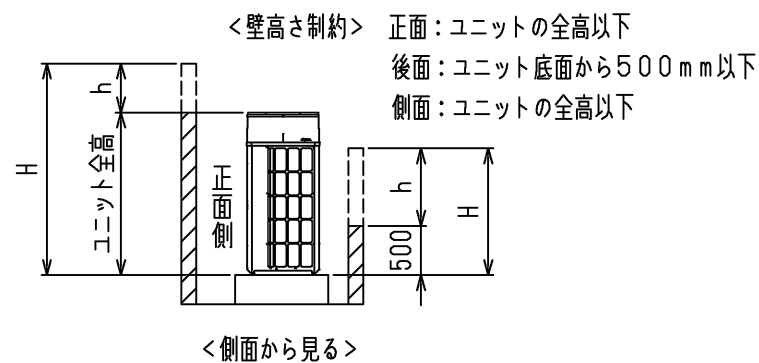 <壁高さ制約> 正面：ユニットの全高以下
後面：ユニット底面から500mm以下
側面：ユニットの全高以下
H
h
ユニット全高
正面側
h
500
H
<側面から見る>